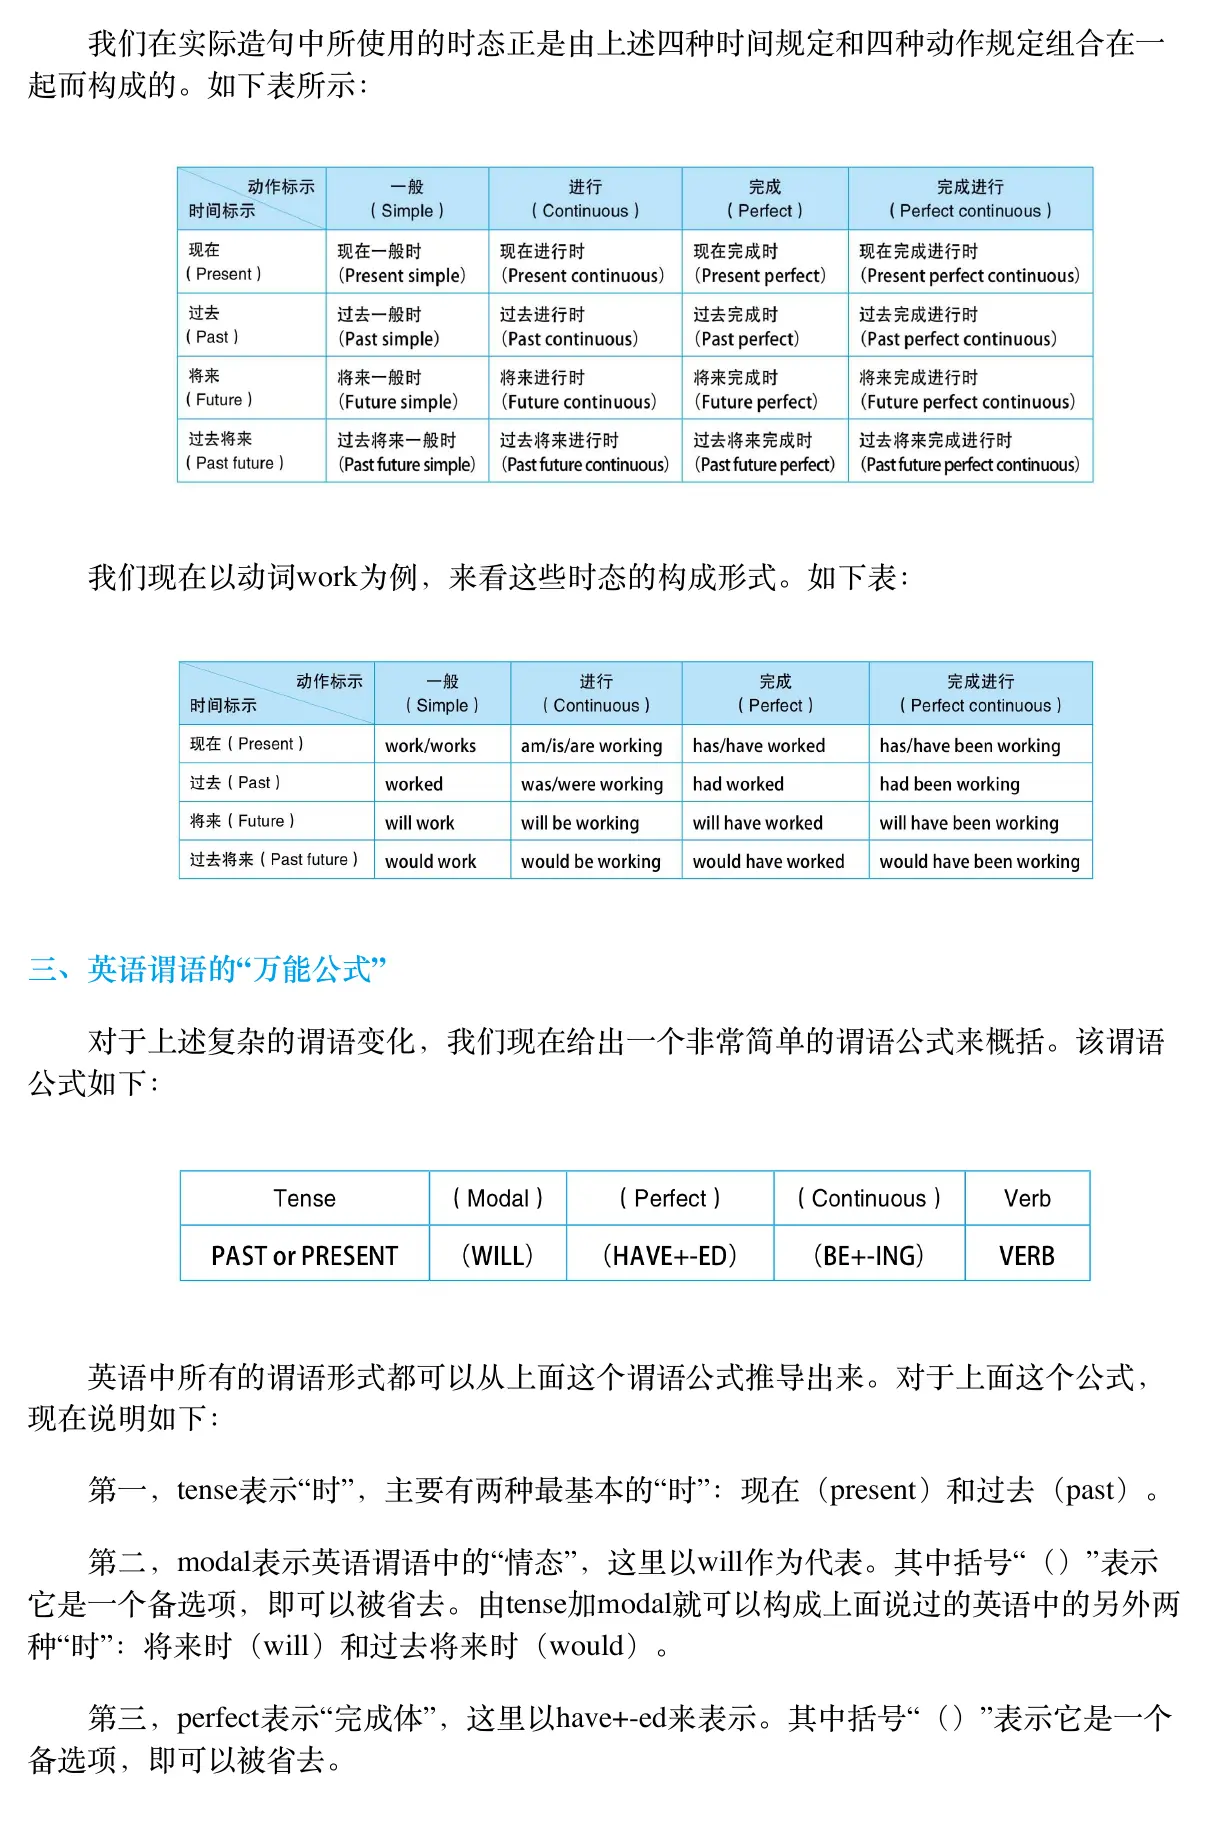 我们在实际造句中所使用的时态正是由上述四种时间规定和四种动作规定组合在一
起而构成的。如下表所示：
动作标示 一般 进行 完成 完成进行
时间标示 （Simple） （Continuous） （Perfect） （Perfect continuous）
现在 现在一般时 现在进行时 现在完成时 现在完成进行时
（Present） （Present simple） （Present continuous） （Present perfect） （Present perfect continuous）
过去 过去一般时 过去进行时 过去完成时 过去完成进行时
（Past） （Past simple） （Past continuous） （Past perfect） （Past perfect continuous）
将来 将来一般时 将来进行时 将来完成时 将来完成进行时
（Future） （Future simple） （Future continuous） （Future perfect） （Future perfect continuous）
过去将来 过去将来一般时 过去将来进行时 过去将来完成时 过去将来完成进行时
（Past future） （Past future simple） （Past future continuous） （Past future perfect） （Past future perfect continuous）
我们现在以动词work为例，来看这些时态的构成形式。如下表：
动作标示 一般 进行 完成 完成进行
时间标示 （Simple） （Continuous） （Perfect） （Perfect continuous）
现在（Present） work/works am/is/are working has/have worked has/have been working
过去（Past） worked was/were working had worked had been working
将来（Future） will work will be working will have worked will have been working
过去将来（Past future） would work would be working would have worked would have been working
三、英语谓语的“万能公式”
对于上述复杂的谓语变化，我们现在给出一个非常简单的谓语公式来概括。该谓语
公式如下：
Tense （Modal） （Perfect） （Continuous） Verb
PAST or PRESENT （WILL） （HAVE+-ED） （BE+-ING） VERB
英语中所有的谓语形式都可以从上面这个谓语公式推导出来。对于上面这个公式，
现在说明如下：
第一，tense表示“时”，主要有两种最基本的“时”：现在（present）和过去（past）。
第二，modal表示英语谓语中的“情态”，这里以will作为代表。其中括号“（）”表示
它是一个备选项，即可以被省去。由tense加modal就可以构成上面说过的英语中的另外两
种“时”：将来时（will）和过去将来时（would）。
第三，perfect表示“完成体”，这里以have+-ed来表示。其中括号“（）”表示它是一个
备选项，即可以被省去。